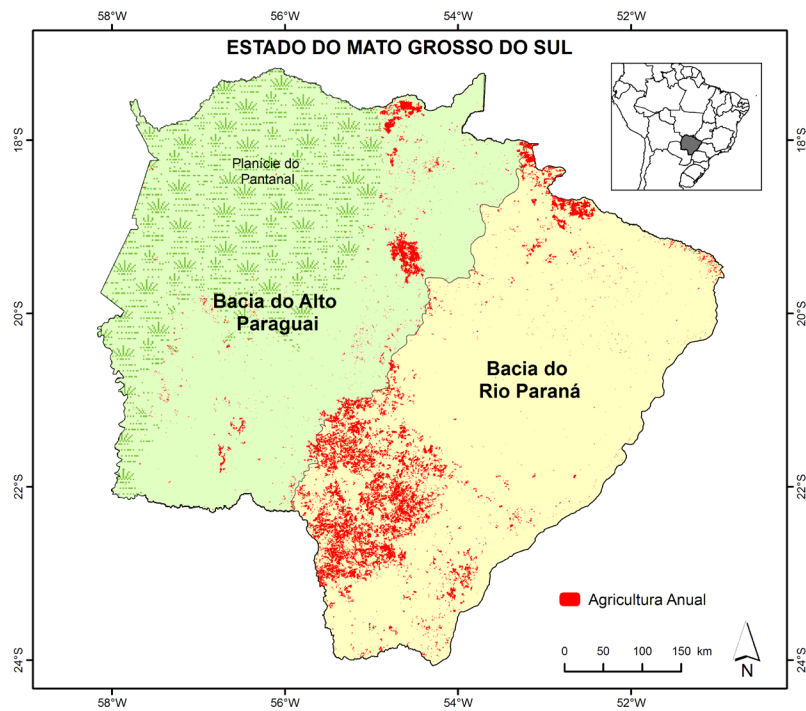 58°W
56°W
54°W
52°W
ESTADO DO MATO GROSSO DO SUL
18°S
18°S
Planície do
Pantanal
20°S
20°S
Bacia do Alto
Paraguai
Bacia do
Rio Paraná
22°S
22°S
Agricultura Anual
0 50 100 150 km
N
24°S
24°S
58°W
56°W
54°W
52°W